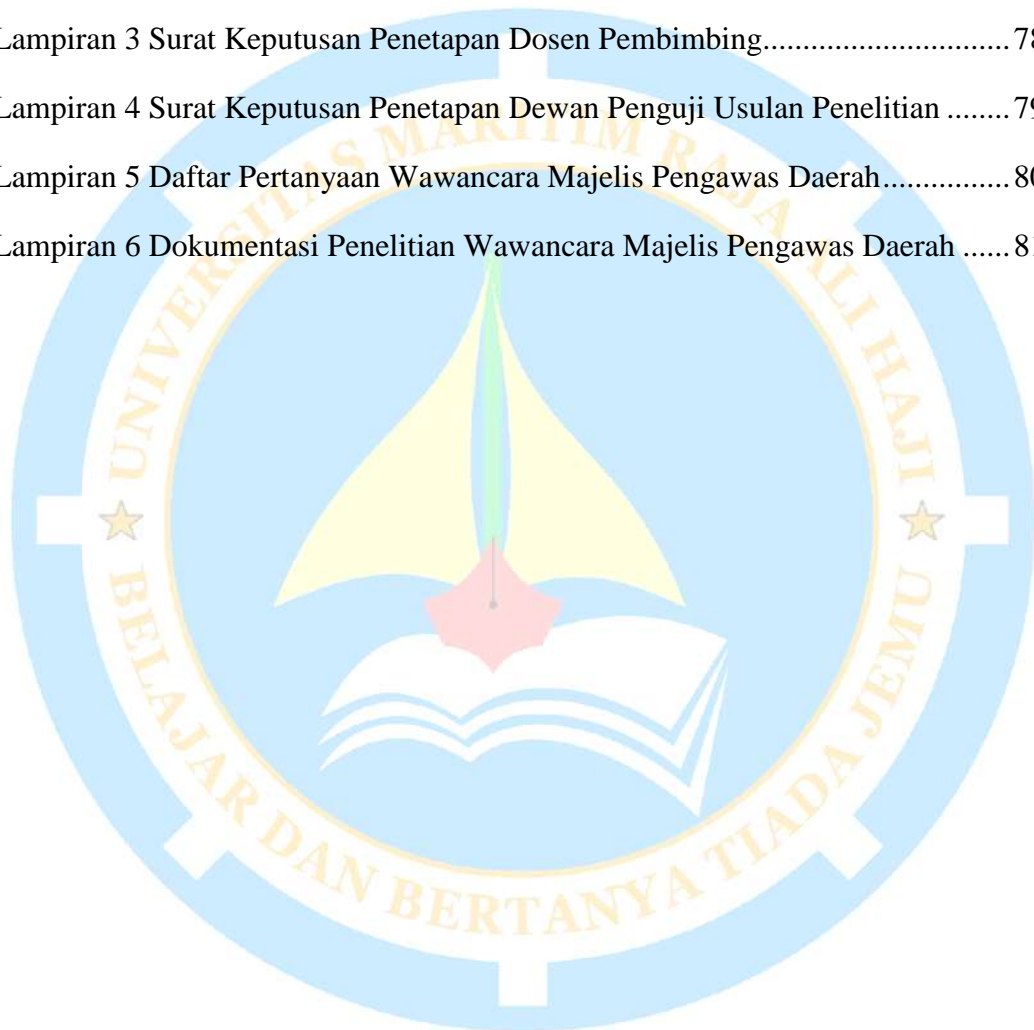 Lampiran 3 Surat Keputusan Penetapan Dosen Pembimbing.............................78
Lampiran 4 Surat Keputusan Penetapan Dewan Penguji Usulan Penelitian ........79
Lampiran 5 Daftar Pertanyaan Wawancara Majelis Pengawas Daerah...............80
Lampiran 6 Dokumentasi Penelitian Wawancara Majelis Pengawas Daerah ......81
UNIVERSITAS MARITIM RAJA ALI HAJI
BELAJAR DAN BERTANYA TIADA JEMU